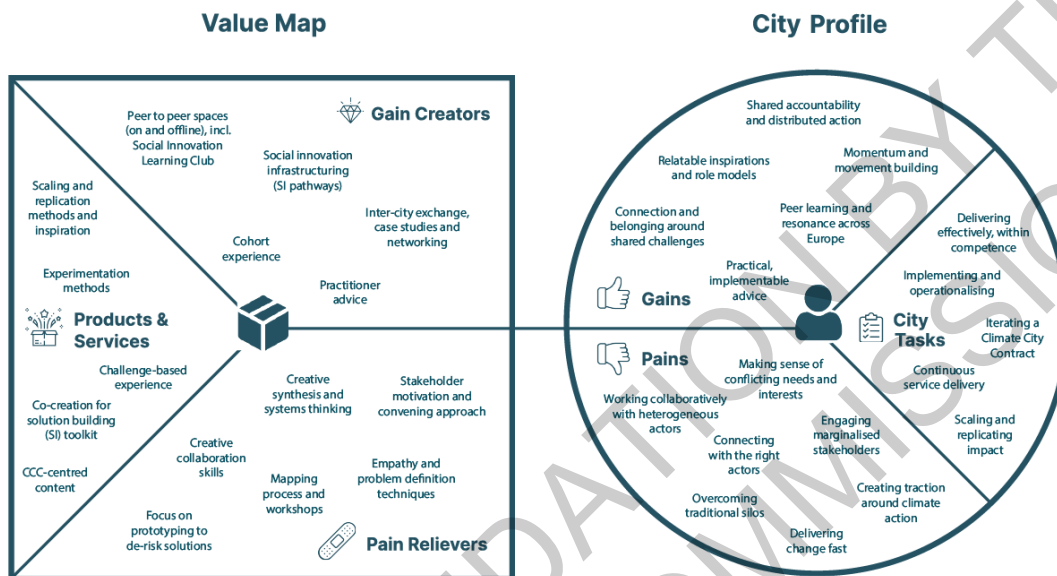 Value Map
City Profile
Gain Creators
Peer to peer spaces
(on and offline), incl.
Social Innovation
Learning Club
Social innovation
infrastructuring
(SI pathways)
Inter-city exchange,
case studies and
networking
Cohort
experience
Practitioner
advice
Scaling and
replication
methods and
inspiration
Experimentation
methods
Products &
Services
Challenge-based
experience
Co-creation for
solution building
(SI) toolkit
CCC-centred
content
Creative
synthesis and
systems thinking
Stakeholder
motivation and
convening approach
Creative
collaboration
skills
Mapping
process and
workshops
Empathy and
problem definition
techniques
Focus on
prototyping to
de-risk solutions
Pain Relievers
Shared accountability
and distributed action
Relatable inspirations
and role models
Momentum and
movement building
Connection and
belonging around
shared challenges
Peer learning and
resonance across
Europe
Practical,
implementable
advice
Gains
Delivering
effectively, within
competence
Implementing and
operationalising
City
Tasks
Iterating a
Climate City
Contract
Continuous
service delivery
Scaling and
replicating
impact
Pains
Making sense of
conflicting needs and
interests
Working collaboratively
with heterogeneous
actors
Engaging
marginalised
stakeholders
Connecting
with the right
actors
Creating traction
around climate
action
Overcoming
traditional silos
Delivering
change fast